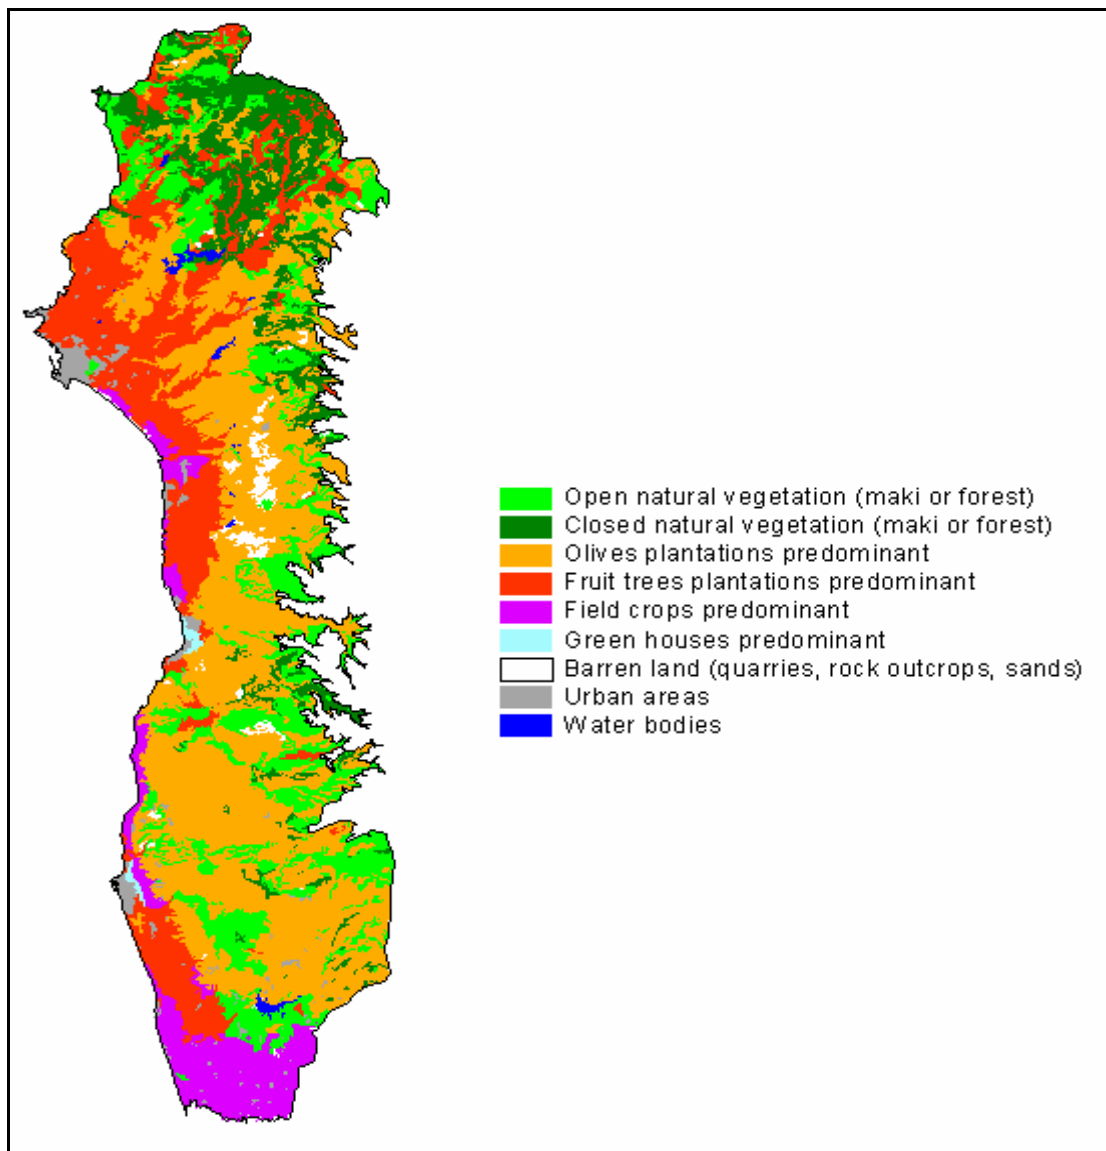 Open natural vegetation (maki or forest)
Closed natural vegetation (maki or forest)
Olives plantations predominant
Fruit trees plantations predominant
Field crops predominant
Green houses predominant
Barren land (quarries, rock outcrops, sands)
Urban areas
Water bodies